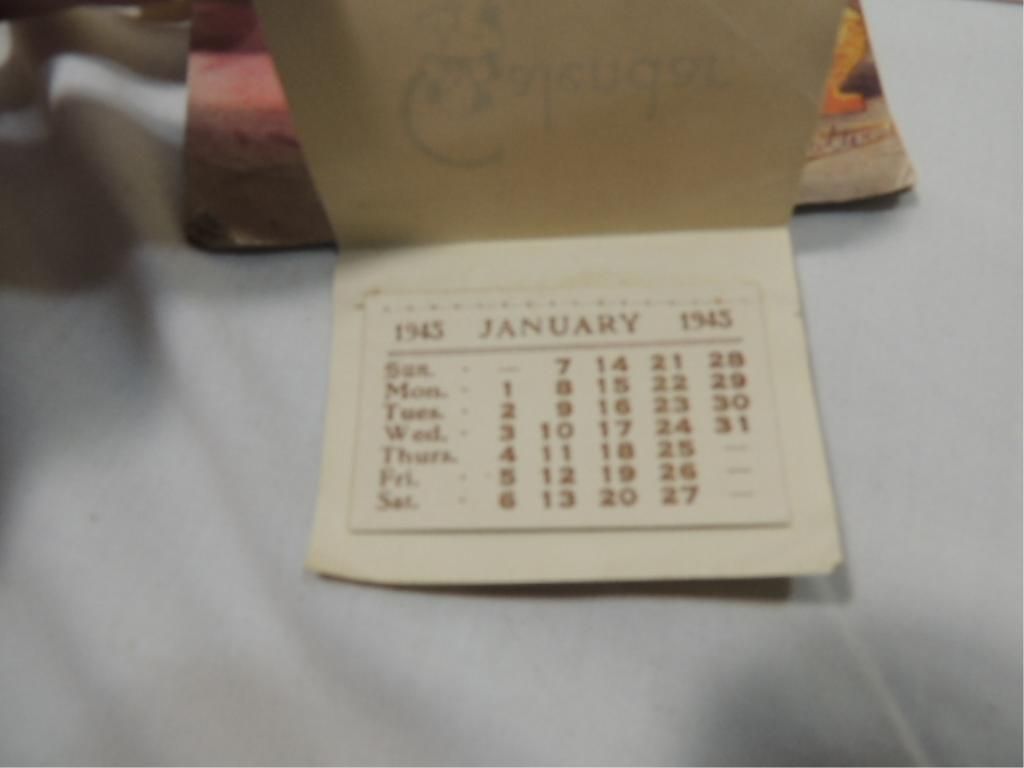 Calendar
1945 JANUARY 1945
Sun. - — 7 14 21 28
Mon. - 1 8 15 22 29
Tues. - 2 9 16 23 30
Wed. - 3 10 17 24 31
Thurs. 4 11 18 25 —
Fri. - 5 12 19 26 —
Sat. - 6 13 20 27 —